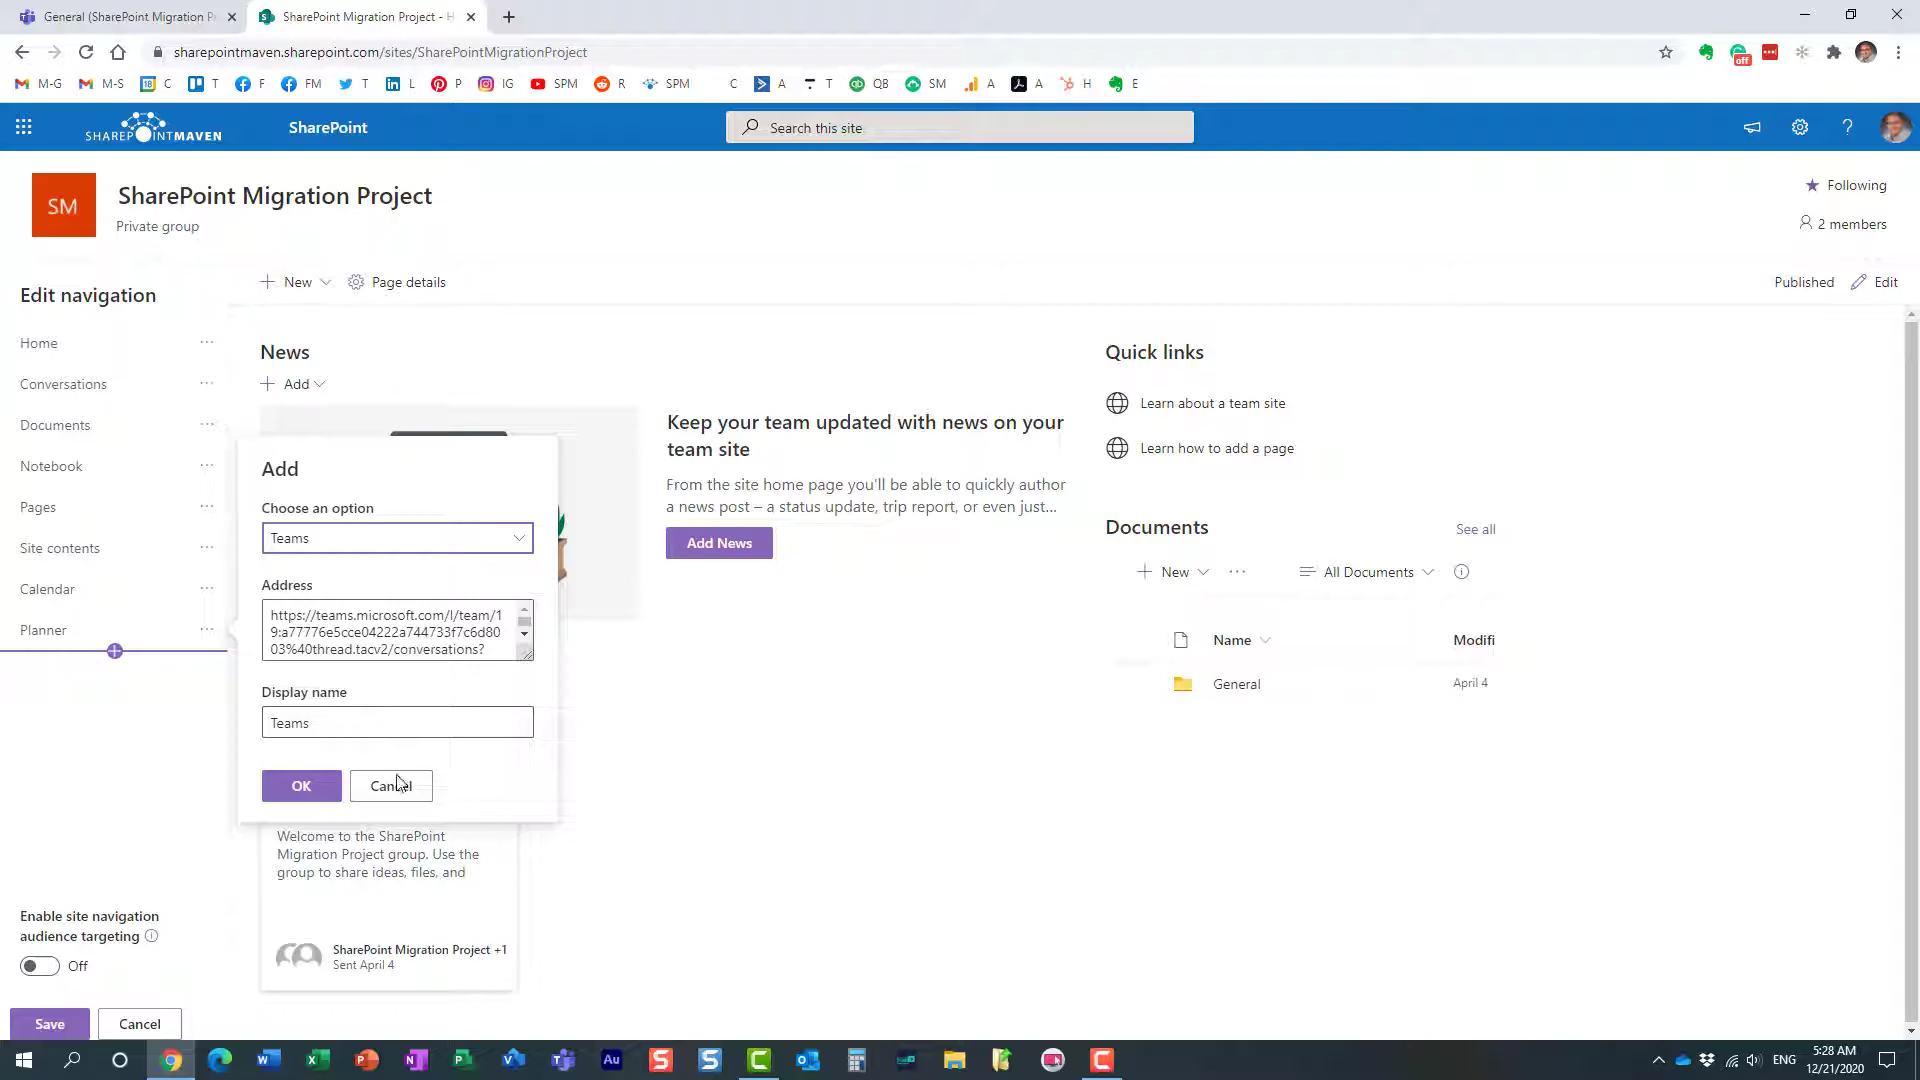 General (SharePoint Migration P
SharePoint Migration Project - H
sharepointmaven.sharepoint.com/sites/SharePointMigrationProject
off
M-G
M-S
18 C
T
F
FM
T
L
P
IG
SPM
R
SPM
C
A
T
QB
SM
A
A
H
E
SHAREPOINTMAVEN
SharePoint
Search this site
SM
SharePoint Migration Project
Private group
Following
2 members
Edit navigation
New
Page details
Published
Edit
Home
Conversations
Documents
Notebook
Pages
Site contents
Calendar
Planner
News
Add
Keep your team updated with news on your
team site
From the site home page you'll be able to quickly author
a news post – a status update, trip report, or even just...
Add News
Quick links
Learn about a team site
Learn how to add a page
Documents
See all
New
All Documents
Name
Modifi
General
April 4
Add
Choose an option
Teams
Address
https://teams.microsoft.com/l/team/1
9:a77776e5cce04222a744733f7c6d80
03%40thread.tacv2/conversations?
Display name
Teams
OK
Cancel
Welcome to the SharePoint
Migration Project group. Use the
group to share ideas, files, and
SharePoint Migration Project +1
Sent April 4
Enable site navigation
audience targeting
Off
Save
Cancel
Au
ENG
5:28 AM
12/21/2020